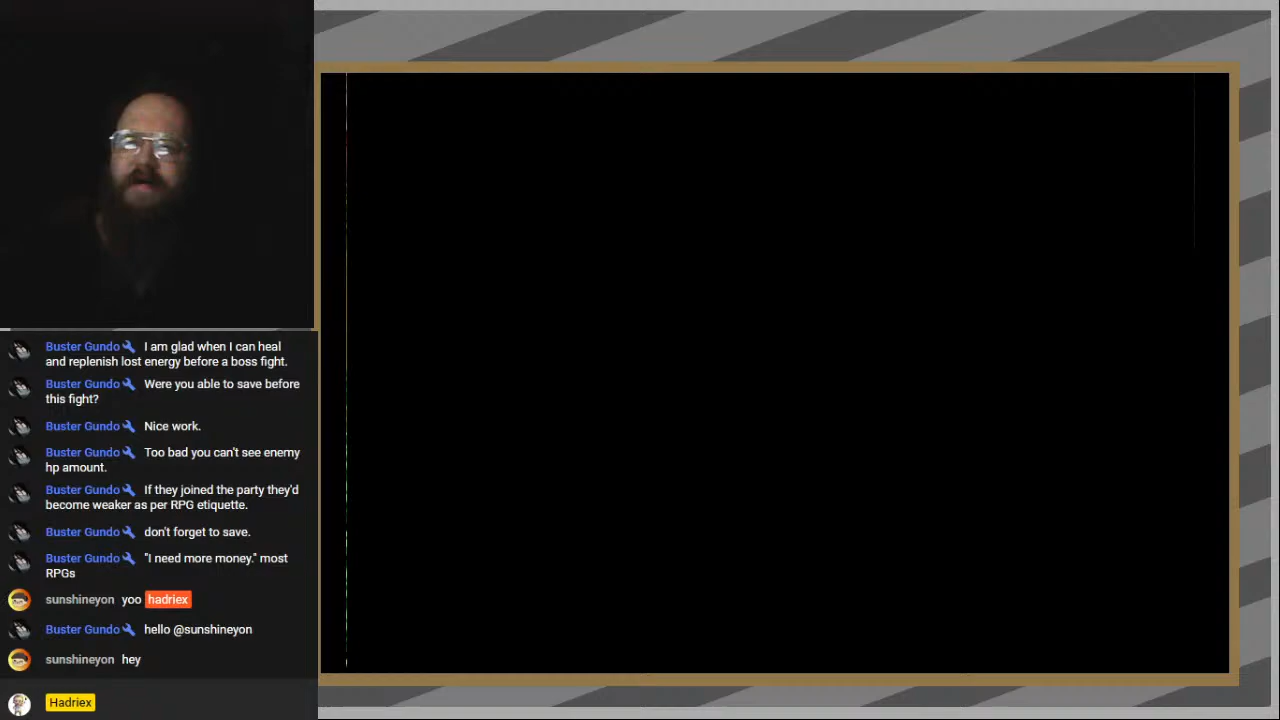 Buster Gundo I am glad when I can heal
and replenish lost energy before a boss fight.
Buster Gundo Were you able to save before
this fight?
Buster Gundo Nice work.
Buster Gundo Too bad you can't see enemy
hp amount.
Buster Gundo If they joined the party they'd
become weaker as per RPG etiquette.
Buster Gundo don't forget to save.
Buster Gundo "I need more money." most
RPGs
sunshineyon yoo hadriex
Buster Gundo hello @sunshineyon
sunshineyon hey
Hadriex